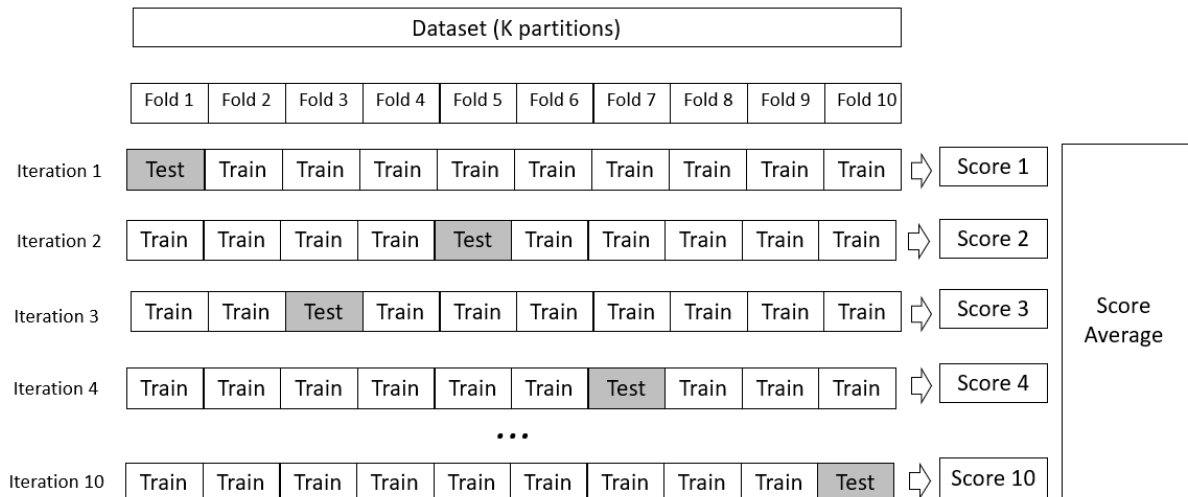 Dataset (K partitions)
Fold 1 Fold 2 Fold 3 Fold 4 Fold 5 Fold 6 Fold 7 Fold 8 Fold 9 Fold 10
Iteration 1 Test Train Train Train Train Train Train Train Train Train Score 1
Iteration 2 Train Train Train Train Test Train Train Train Train Train Score 2
Iteration 3 Train Train Test Train Train Train Train Train Train Train Score 3
Score
Average
Iteration 4 Train Train Train Train Train Train Test Train Train Train Score 4
...
Iteration 10 Train Train Train Train Train Train Train Train Train Test Score 10